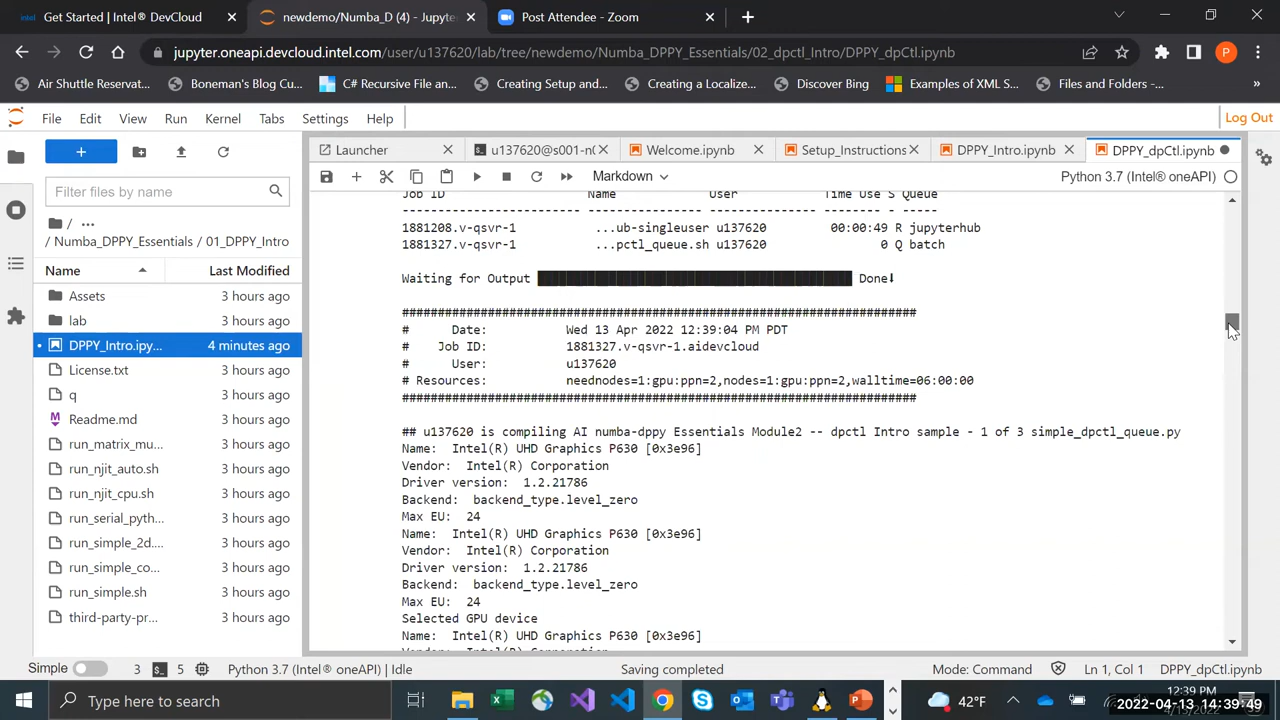 Get Started | Intel® DevCloud
newdemo/Numba_D (4) - Jupyte
Post Attendee - Zoom
jupyter.oneapi.devcloud.intel.com/user/u137620/lab/tree/newdemo/Numba_DPPY_Essentials/02_dpctl_Intro/DPPY_dpCtl.ipynb
P
Air Shuttle Reservat...
Boneman's Blog Cu...
C# Recursive File an...
Creating Setup and...
Creating a Localize...
Discover Bing
Examples of XML S...
Files and Folders -...
File Edit View Run Kernel Tabs Settings Help
Log Out
Launcher
u137620@s001-n0
Welcome.ipynb
Setup_Instructions
DPPY_Intro.ipynb
DPPY_dpCtl.ipynb
Markdown
Python 3.7 (Intel® oneAPI)
Filter files by name
/ ...
/ Numba_DPPY_Essentials / 01_DPPY_Intro
Name Last Modified
Assets 3 hours ago
lab 3 hours ago
DPPY_Intro.ipy... 4 minutes ago
License.txt 3 hours ago
q 3 hours ago
Readme.md 3 hours ago
run_matrix_mu... 3 hours ago
run_njit_auto.sh 3 hours ago
run_njit_cpu.sh 3 hours ago
run_serial_pyth... 3 hours ago
run_simple_2d.... 3 hours ago
run_simple_co... 3 hours ago
run_simple.sh 3 hours ago
third-party-pr... 3 hours ago
Job ID Name User Time Use S Queue
------------------------- ---------------- --------------- -------- - -----
1881208.v-qsvr-1 ...ub-singleuser u137620 00:00:49 R jupyterhub
1881327.v-qsvr-1 ...pctl_queue.sh u137620 0 Q batch
Waiting for Output ████████████████████████████████████ Done⬇
########################################################################
# Date: Wed 13 Apr 2022 12:39:04 PM PDT
# Job ID: 1881327.v-qsvr-1.aidevcloud
# User: u137620
# Resources: neednodes=1:gpu:ppn=2,nodes=1:gpu:ppn=2,walltime=06:00:00
########################################################################
## u137620 is compiling AI numba-dppy Essentials Module2 -- dpctl Intro sample - 1 of 3 simple_dpctl_queue.py
Name: Intel(R) UHD Graphics P630 [0x3e96]
Vendor: Intel(R) Corporation
Driver version: 1.2.21786
Backend: backend_type.level_zero
Max EU: 24
Name: Intel(R) UHD Graphics P630 [0x3e96]
Vendor: Intel(R) Corporation
Driver version: 1.2.21786
Backend: backend_type.level_zero
Max EU: 24
Selected GPU device
Name: Intel(R) UHD Graphics P630 [0x3e96]
Vendor: Intel(R) Corporation
Simple 3 5 Python 3.7 (Intel® oneAPI) | Idle Saving completed Mode: Command Ln 1, Col 1 DPPY_dpCtl.ipynb
Type here to search
42°F
12:39 PM
2022-04-13 14:39:49